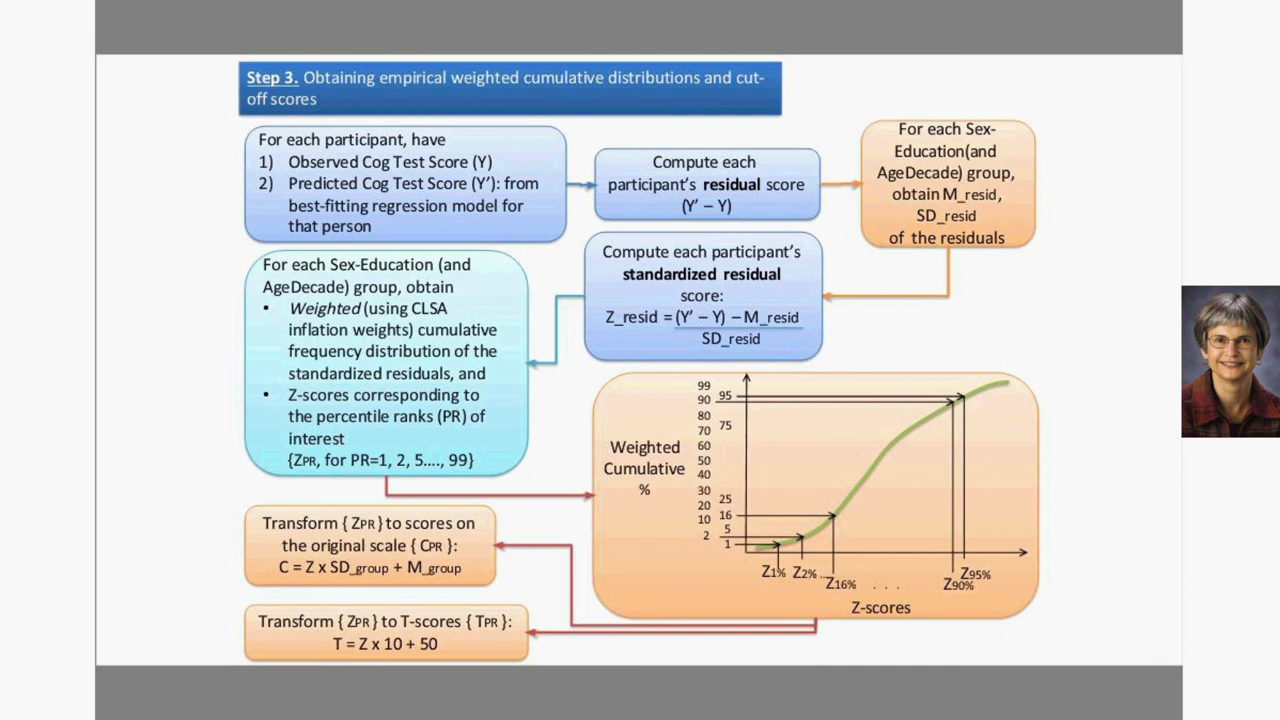 Step 3. Obtaining empirical weighted cumulative distributions and cut-
off scores
For each participant, have
1) Observed Cog Test Score (Y)
2) Predicted Cog Test Score (Y’): from
best-fitting regression model for
that person
Compute each
participant’s residual score
(Y’ – Y)
For each Sex-
Education(and
AgeDecade) group,
obtain M_resid,
SD_resid
of the residuals
Compute each participant’s
standardized residual
score:
Z_resid = (Y’ – Y) – M_resid
SD_resid
For each Sex-Education (and
AgeDecade) group, obtain
• Weighted (using CLSA
inflation weights) cumulative
frequency distribution of the
standardized residuals, and
• Z-scores corresponding to
the percentile ranks (PR) of
interest
{ZPR, for PR=1, 2, 5...., 99}
Weighted
Cumulative
%
99
95
90
80
75
70
60
50
40
30
25
20
16
10
5
2
1
Z1% Z2% ... Z16% . . . Z90% Z95%
Z-scores
Transform { ZPR } to scores on
the original scale { CPR }:
C = Z x SD_group + M_group
Transform { ZPR } to T-scores { TPR }:
T = Z x 10 + 50